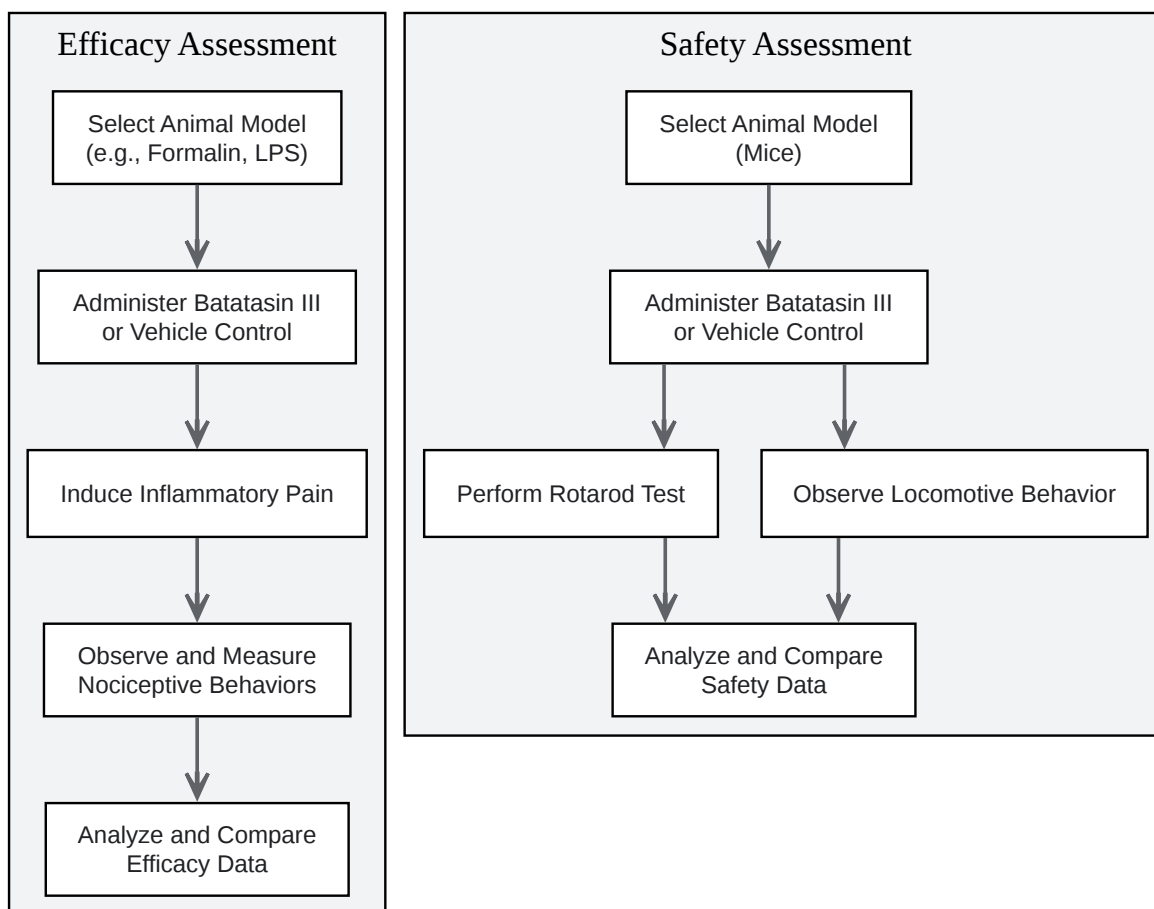 Efficacy Assessment
Select Animal Model
(e.g., Formalin, LPS)
Administer Batatasin III
or Vehicle Control
Induce Inflammatory Pain
Observe and Measure
Nociceptive Behaviors
Analyze and Compare
Efficacy Data
Safety Assessment
Select Animal Model
(Mice)
Administer Batatasin III
or Vehicle Control
Perform Rotarod Test
Observe Locomotive Behavior
Analyze and Compare
Safety Data